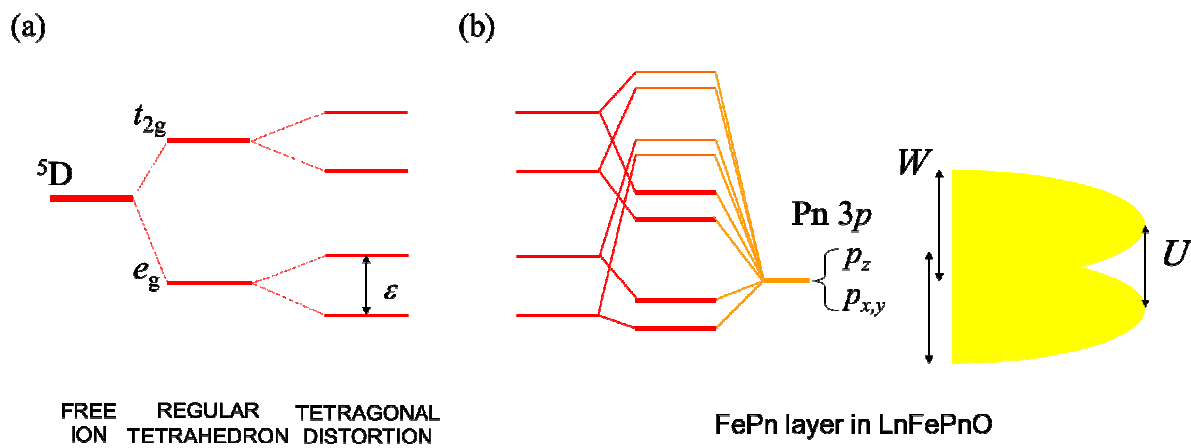 (a)
t2g
⁵D
eg
ε
FREE ION
REGULAR TETRAHEDRON
TETRAGONAL DISTORTION
(b)
Pn 3p
pz
px,y
W
U
FePn layer in LnFePnO